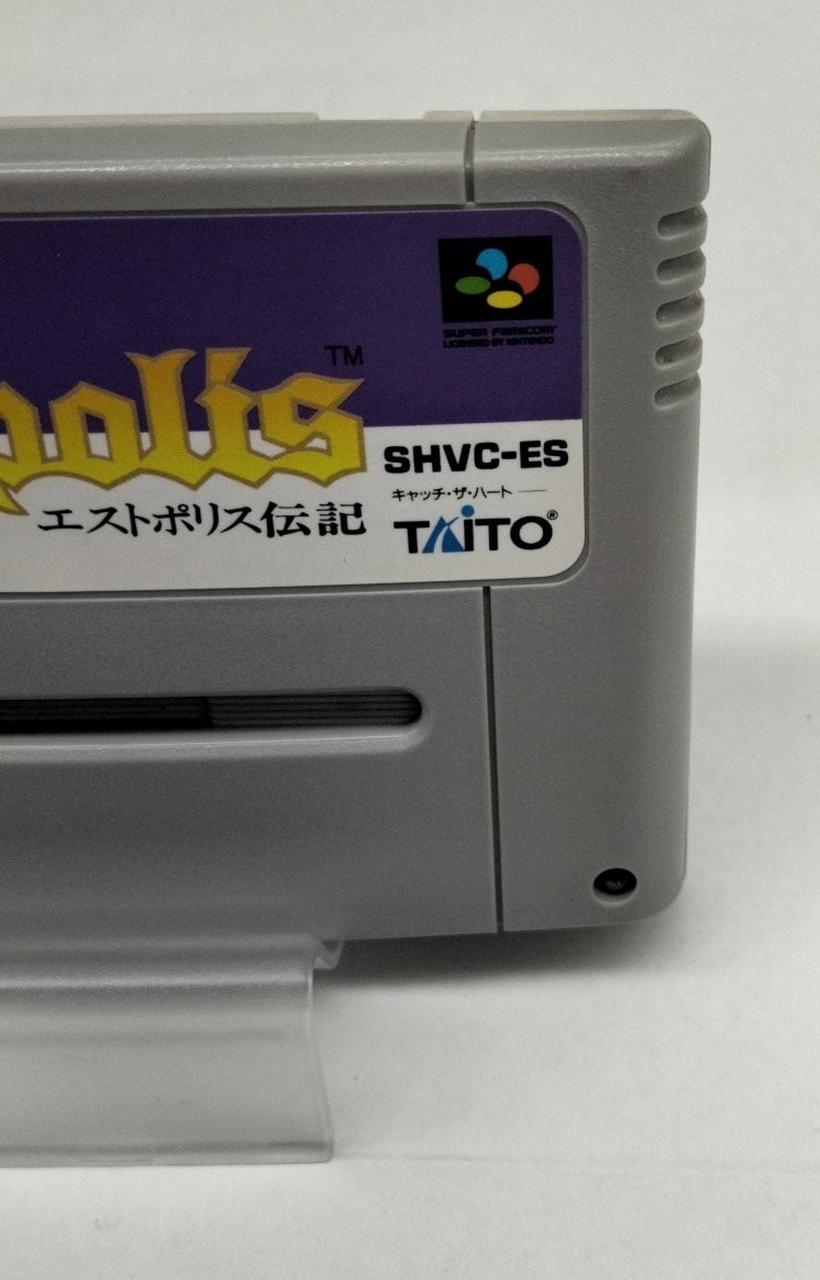 SUPER FAMICOM
LICENSED BY NINTENDO
TM
polis
SHVC-ES
エストポリス伝記
キャッチ・ザ・ハート
TAITO®